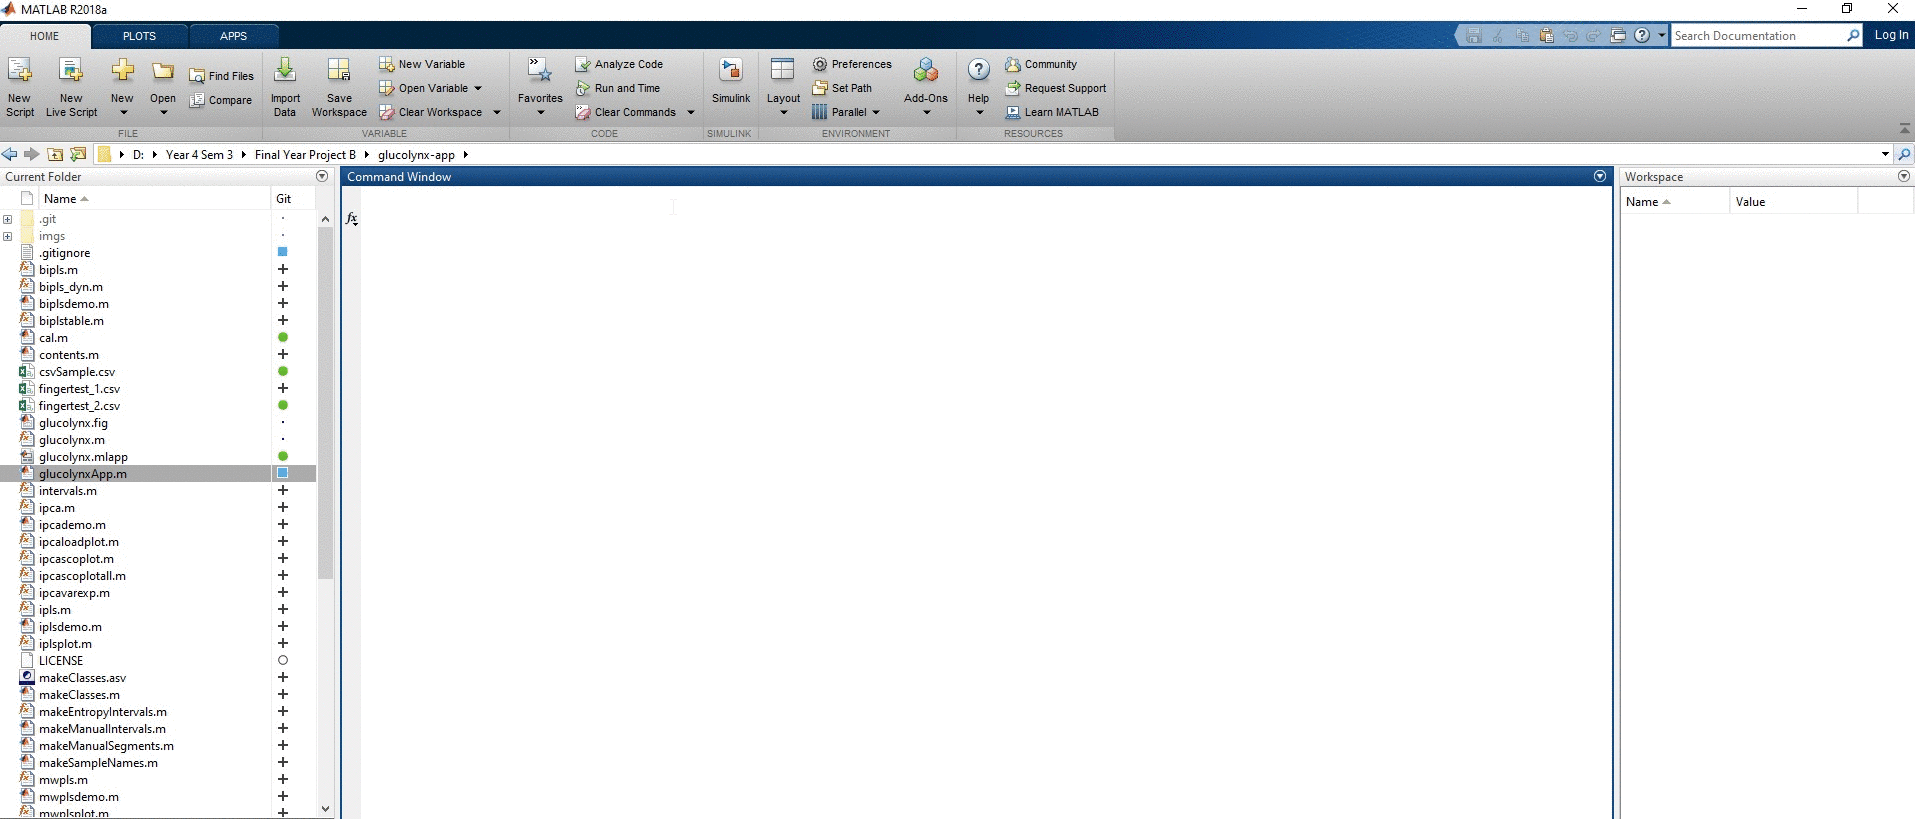 MATLAB R2018a
HOME PLOTS APPS
Search Documentation
Log In
New Script
New Live Script
New
Open
Find Files
Compare
FILE
Import Data
Save Workspace
New Variable
Open Variable
Clear Workspace
VARIABLE
Favorites
Analyze Code
Run and Time
Clear Commands
CODE
Simulink
SIMULINK
Layout
Preferences
Set Path
Parallel
Add-Ons
ENVIRONMENT
Help
Community
Request Support
Learn MATLAB
RESOURCES
D: Year 4 Sem 3 Final Year Project B glucolynx-app
Current Folder
Name Git
.git
imgs
.gitignore
bipls.m
bipls_dyn.m
biplsdemo.m
biplstable.m
cal.m
contents.m
csvSample.csv
fingertest_1.csv
fingertest_2.csv
glucolynx.fig
glucolynx.m
glucolynx.mlapp
glucolynxApp.m
intervals.m
ipca.m
ipcademo.m
ipcaloadplot.m
ipcascoplot.m
ipcascoplotall.m
ipcavarexp.m
ipls.m
iplsdemo.m
iplsplot.m
LICENSE
makeClasses.asv
makeClasses.m
makeEntropyIntervals.m
makeManualIntervals.m
makeManualSegments.m
makeSampleNames.m
mwpls.m
mwplsdemo.m
mwplsplot.m
Command Window
fx
Workspace
Name Value